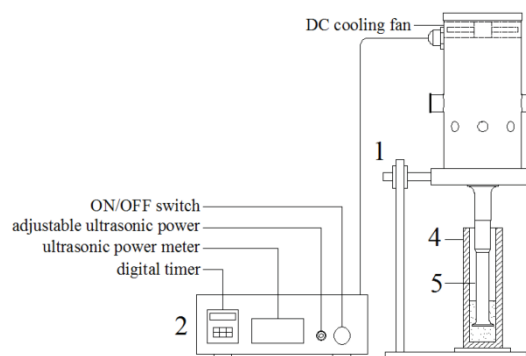 DC cooling fan
1
ON/OFF switch
adjustable ultrasonic power
ultrasonic power meter
digital timer
4
5
2